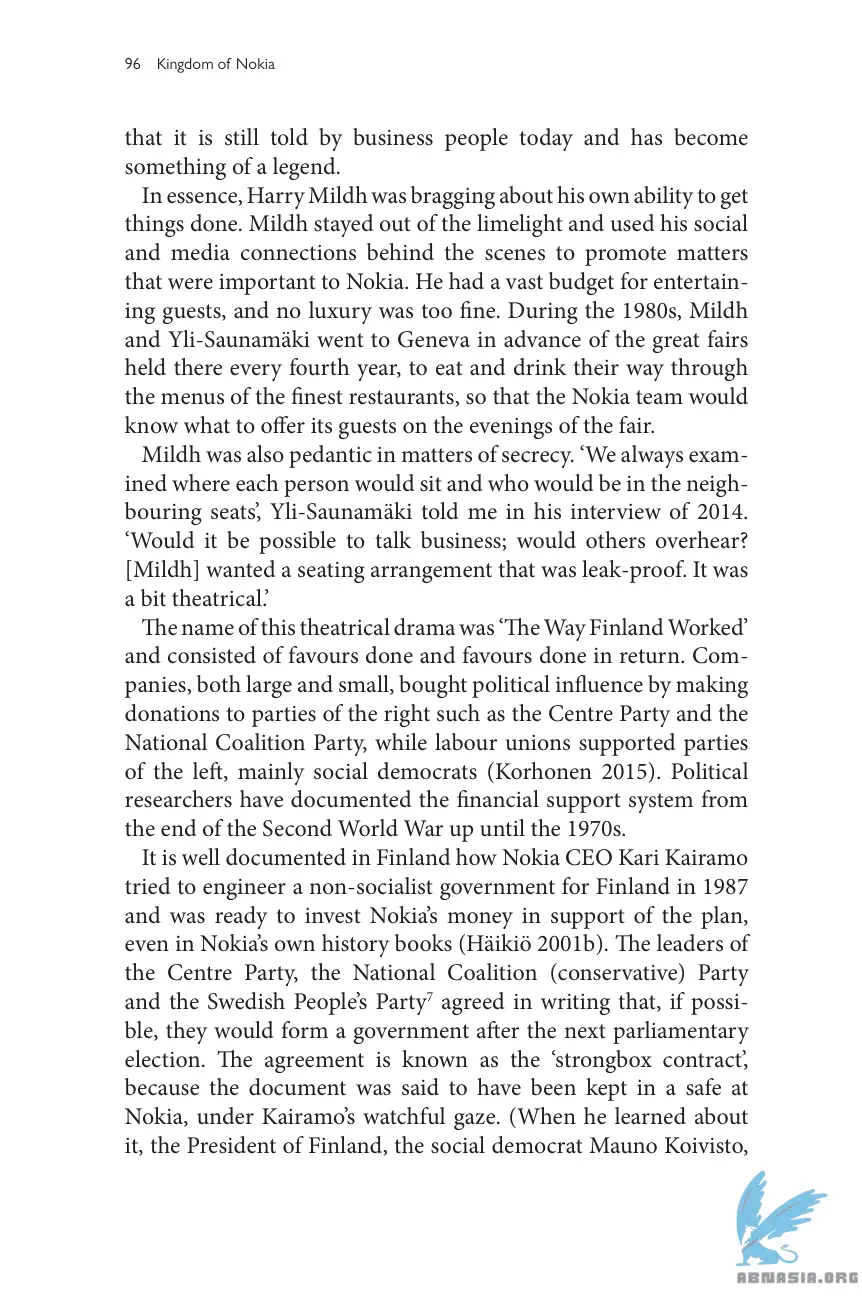 96 Kingdom of Nokia
that it is still told by business people today and has become
something of a legend.
In essence, Harry Mildh was bragging about his own ability to get
things done. Mildh stayed out of the limelight and used his social
and media connections behind the scenes to promote matters
that were important to Nokia. He had a vast budget for entertain-
ing guests, and no luxury was too fine. During the 1980s, Mildh
and Yli-Saunamäki went to Geneva in advance of the great fairs
held there every fourth year, to eat and drink their way through
the menus of the finest restaurants, so that the Nokia team would
know what to offer its guests on the evenings of the fair.
Mildh was also pedantic in matters of secrecy. ‘We always exam-
ined where each person would sit and who would be in the neigh-
bouring seats’, Yli-Saunamäki told me in his interview of 2014.
‘Would it be possible to talk business; would others overhear?
[Mildh] wanted a seating arrangement that was leak-proof. It was
a bit theatrical.’
The name of this theatrical drama was ‘The Way Finland Worked’
and consisted of favours done and favours done in return. Com-
panies, both large and small, bought political influence by making
donations to parties of the right such as the Centre Party and the
National Coalition Party, while labour unions supported parties
of the left, mainly social democrats (Korhonen 2015). Political
researchers have documented the financial support system from
the end of the Second World War up until the 1970s.
It is well documented in Finland how Nokia CEO Kari Kairamo
tried to engineer a non-socialist government for Finland in 1987
and was ready to invest Nokia’s money in support of the plan,
even in Nokia’s own history books (Häikiö 2001b). The leaders of
the Centre Party, the National Coalition (conservative) Party
and the Swedish People’s Party⁷ agreed in writing that, if possi-
ble, they would form a government after the next parliamentary
election. The agreement is known as the ‘strongbox contract’,
because the document was said to have been kept in a safe at
Nokia, under Kairamo’s watchful gaze. (When he learned about
it, the President of Finland, the social democrat Mauno Koivisto,
ABNASIA.ORG